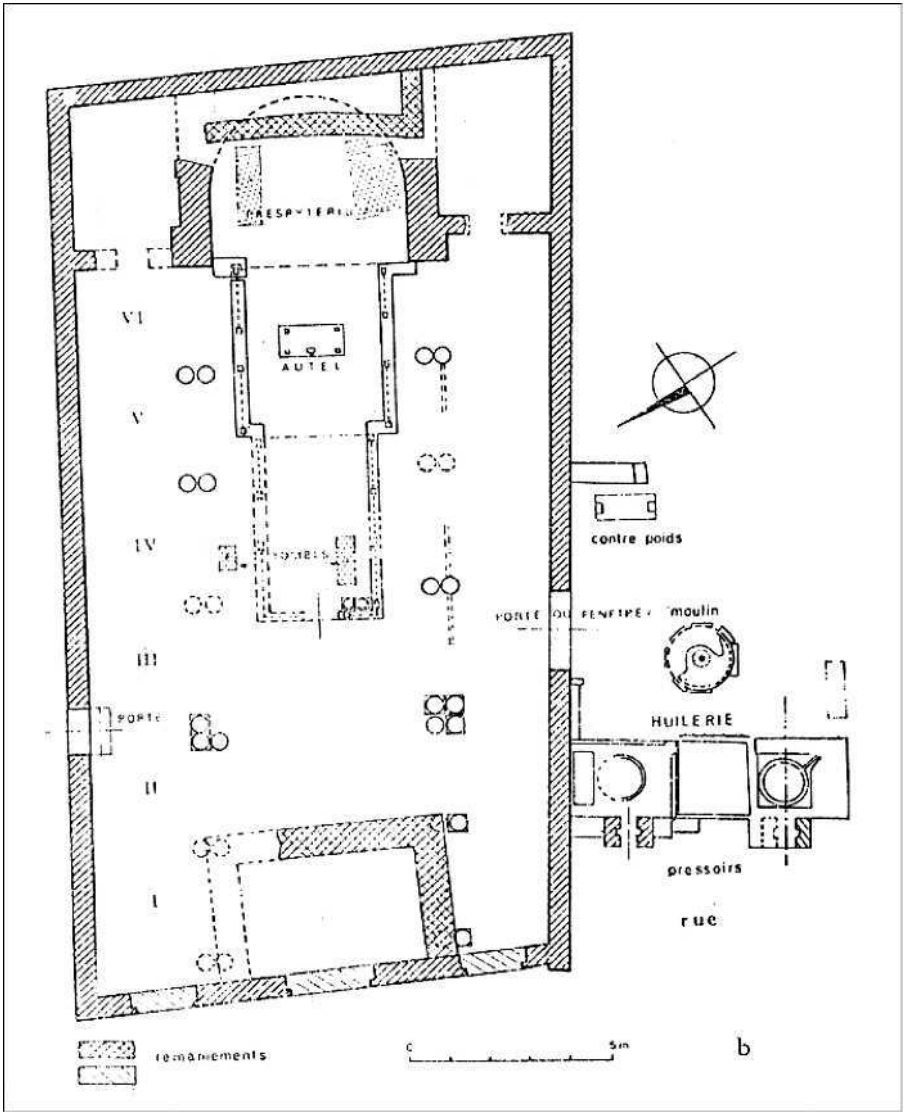 PRESBYTERIU
VI
AUTEL
V
contre poids
IV
TOMBES
PORTE OU FENETRE?
moulin
III
PORTE
HUILERIE
II
pressoirs
I
rue
remaniements
0
5m
b